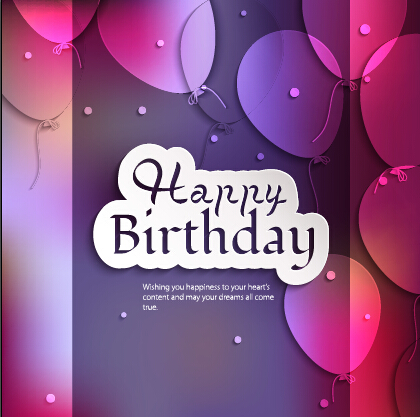 Happy
Birthday
Wishing you happiness to your heart's
content and may your dreams all come
true.